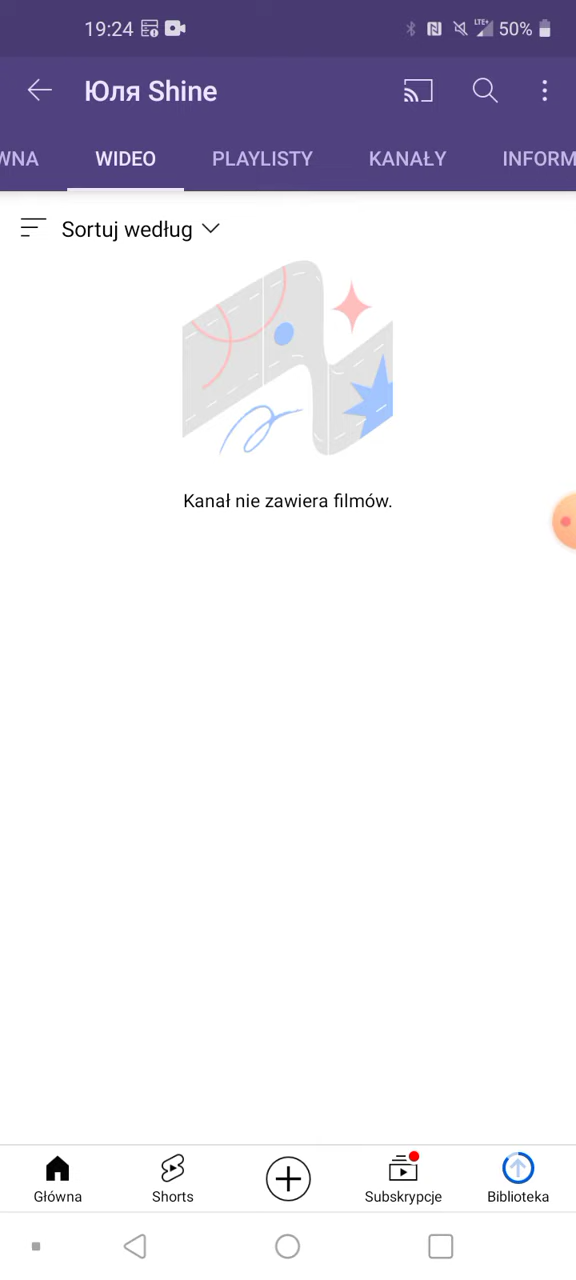 19:24 LTE+ 50%
Юля Shine
WNA WIDEO PLAYLISTY KANAŁY INFORM
Sortuj według
Kanał nie zawiera filmów.
Główna Shorts Subskrypcje Biblioteka